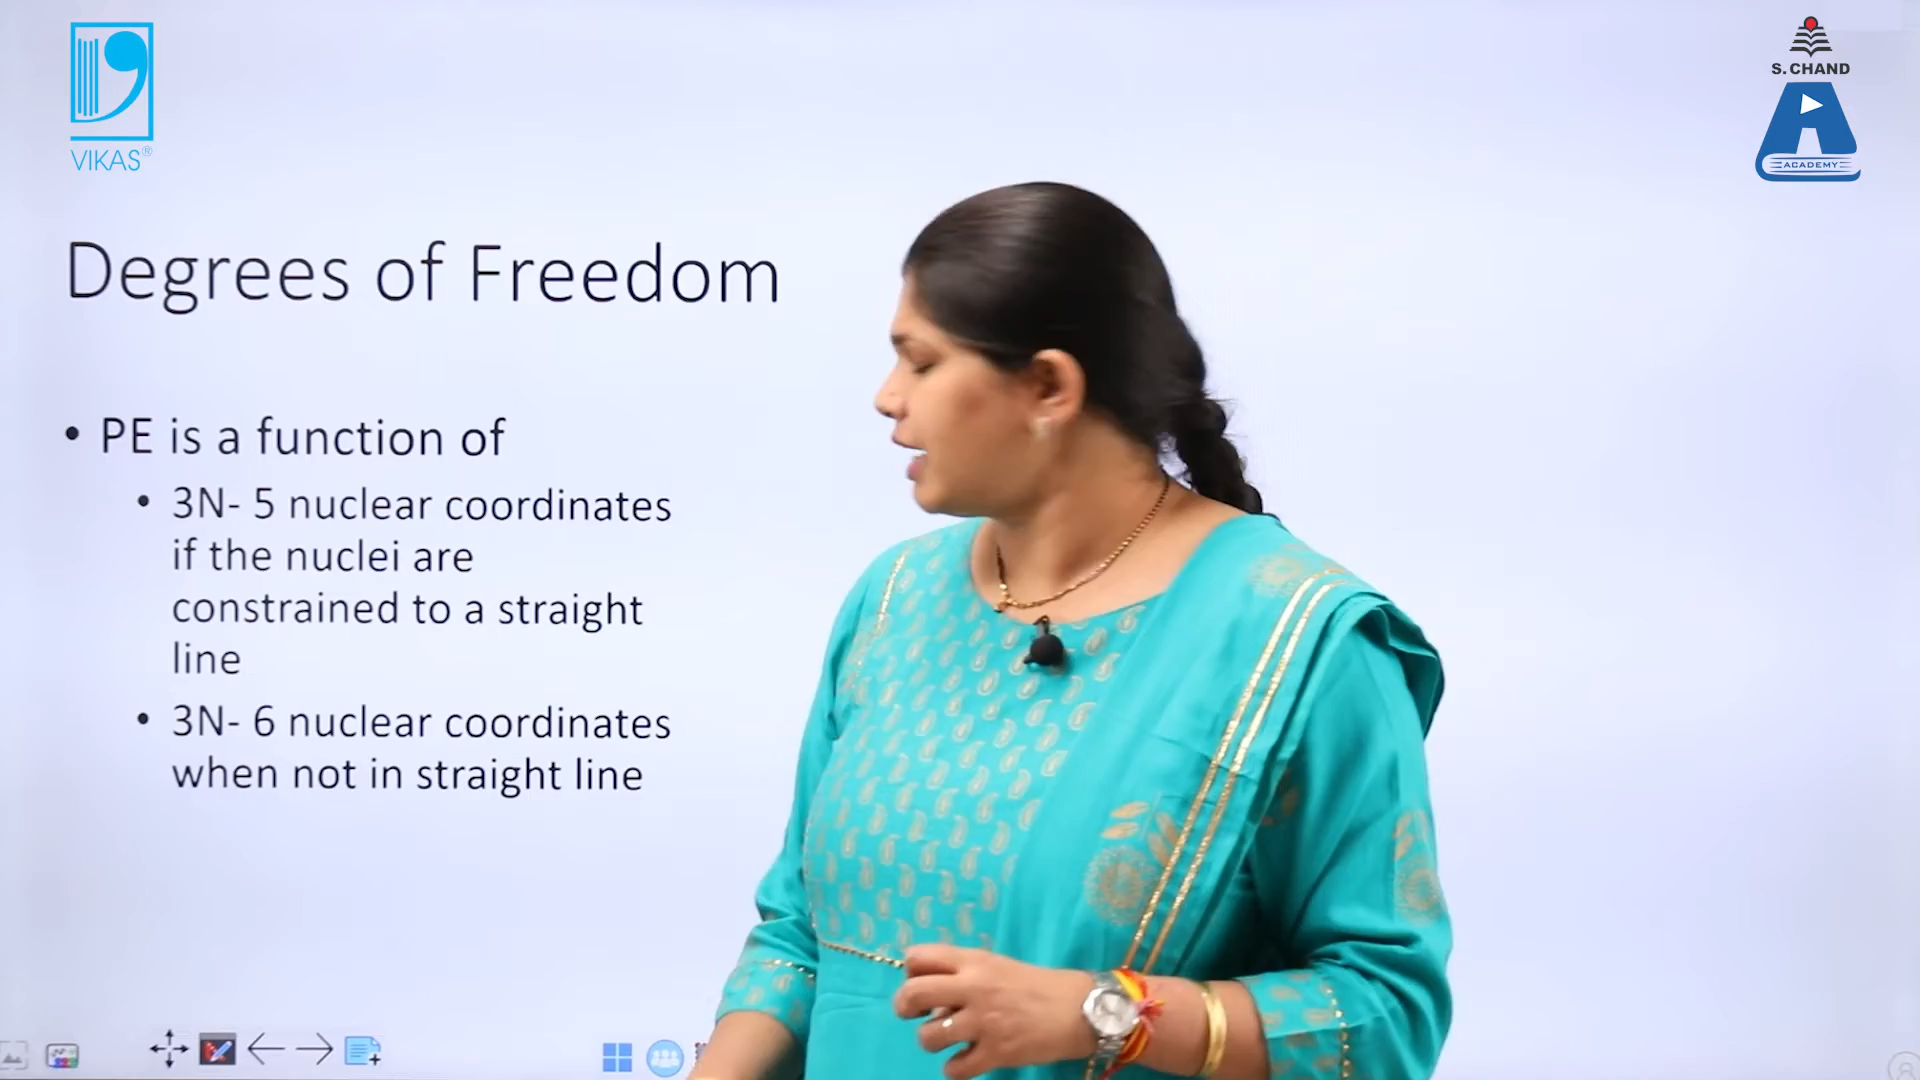 VIKAS®
S. CHAND
ACADEMY
Degrees of Freedom
• PE is a function of
• 3N- 5 nuclear coordinates
if the nuclei are
constrained to a straight
line
• 3N- 6 nuclear coordinates
when not in straight line